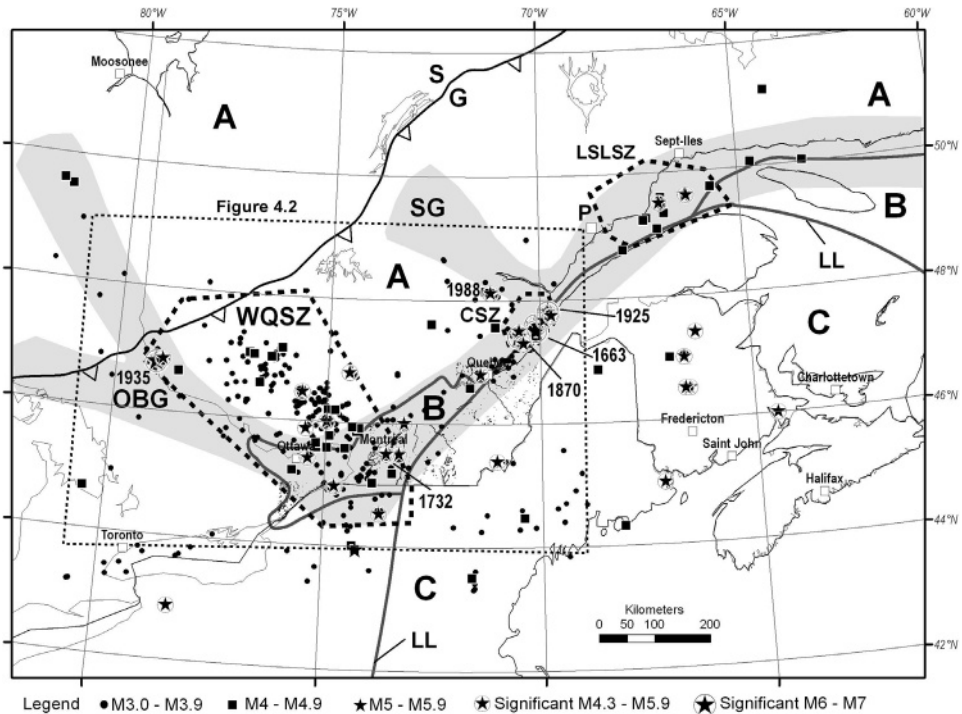 80°W
75°W
70°W
65°W
60°W
Moosonee
S
G
A
A
Sept-Iles
50°N
LSLSZ
Figure 4.2
SG
P
B
LL
A
48°N
1988
WQSZ
CSZ
1925
C
1663
Quebec
1935
1870
Charlottetown
OBG
46°N
B
Fredericton
Ottawa
Montreal
Saint John
Halifax
1732
44°N
Toronto
C
Kilometers
0 50 100 200
LL
42°N
Legend M3.0 - M3.9 M4 - M4.9 M5 - M5.9 Significant M4.3 - M5.9 Significant M6 - M7